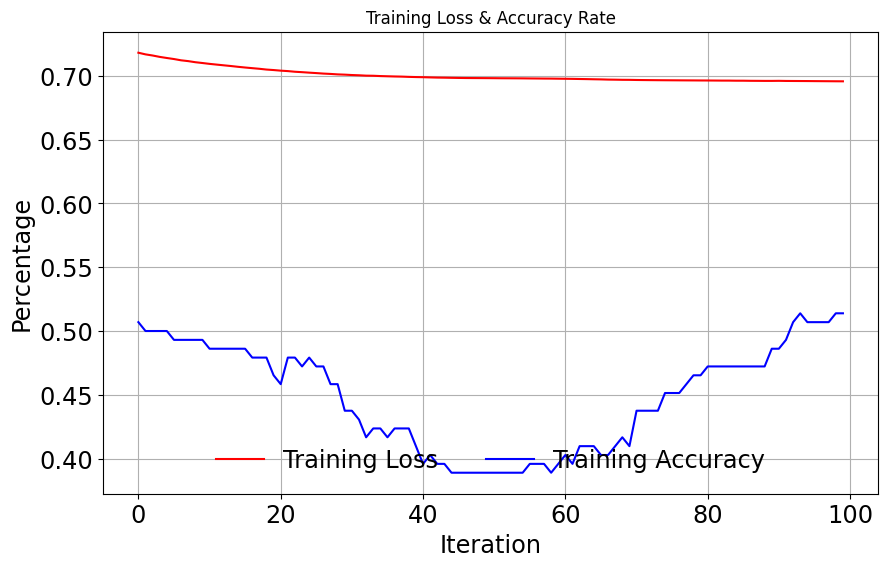 Training Loss & Accuracy Rate
Percentage
0.70
0.65
0.60
0.55
0.50
0.45
0.40
Training Loss Training Accuracy
0 20 40 60 80 100
Iteration